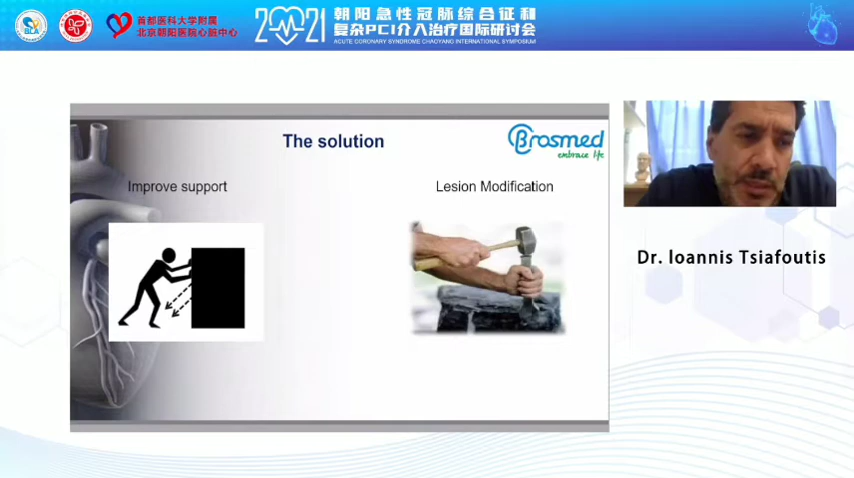 BLA
首都医科大学附属
北京朝阳医院心脏中心
2021
朝阳急性冠脉综合征和
复杂PCI介入治疗国际研讨会
ACUTE CORONARY SYNDROME CHAOYANG INTERNATIONAL SYMPOSIUM
The solution
Brosmed
embrace life
Improve support
Lesion Modification
Dr. Ioannis Tsiafoutis